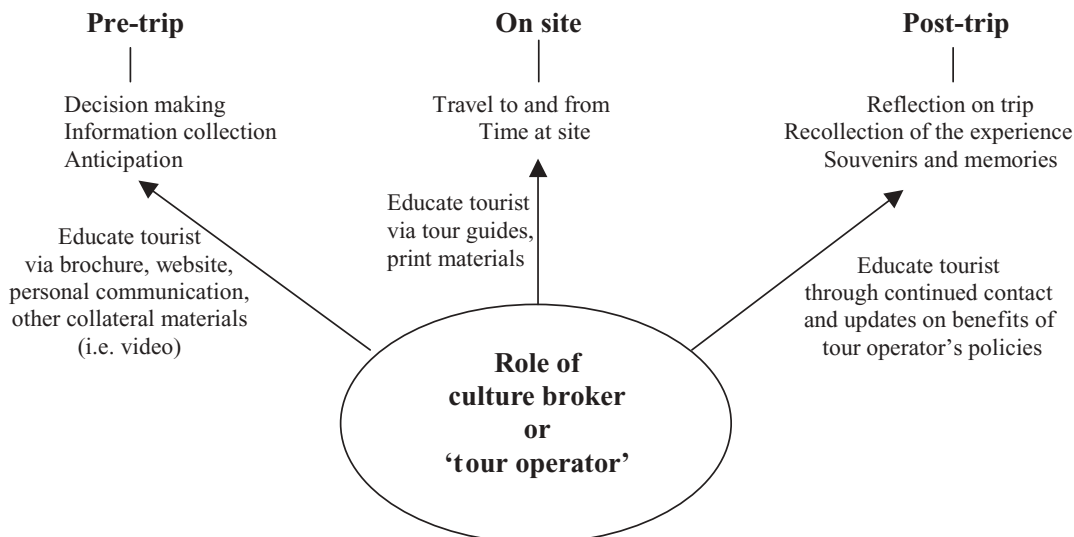 Pre-trip
On site
Post-trip
Decision making
Information collection
Anticipation
Travel to and from
Time at site
Reflection on trip
Recollection of the experience
Souvenirs and memories
Educate tourist
via brochure, website,
personal communication,
other collateral materials
(i.e. video)
Educate tourist
via tour guides,
print materials
Educate tourist
through continued contact
and updates on benefits of
tour operator’s policies
Role of
culture broker
or
‘tour operator’